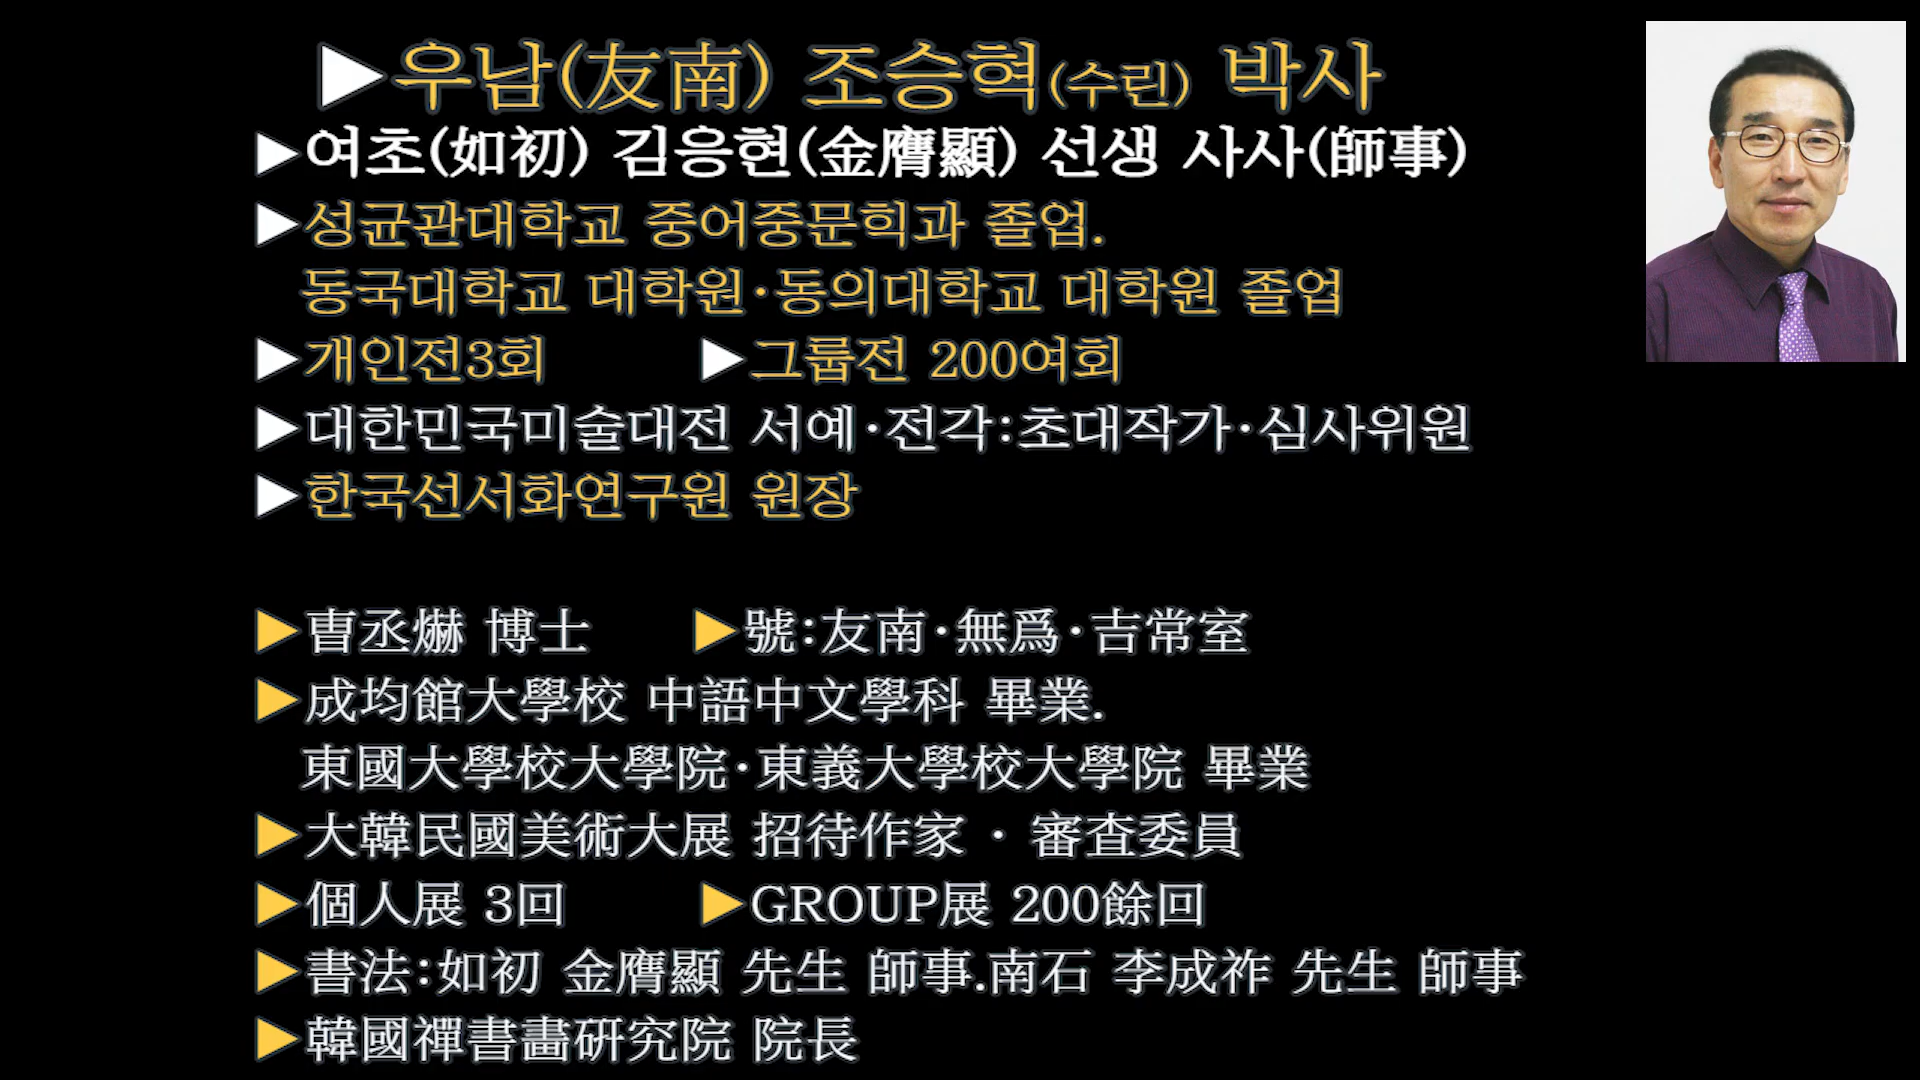 ▶우남(友南) 조승혁(수린) 박사
▶여초(如初) 김응현(金膺顯) 선생 사사(師事)
▶성균관대학교 중어중문힉과 졸업.
동국대학교 대학원·동의대학교 대학원 졸업
▶개인전3회 ▶그룹전 200여회
▶대한민국미술대전 서예·전각:초대작가·심사위원
▶한국선서화연구원 원장
▶曺丞爀 博士 ▶號:友南·無爲·吉常室
▶成均館大學校 中語中文學科 畢業.
東國大學校大學院·東義大學校大學院 畢業
▶大韓民國美術大展 招待作家 · 審査委員
▶個人展 3回 ▶GROUP展 200餘回
▶書法:如初 金膺顯 先生 師事.南石 李成祚 先生 師事
▶韓國禪書畵硏究院 院長